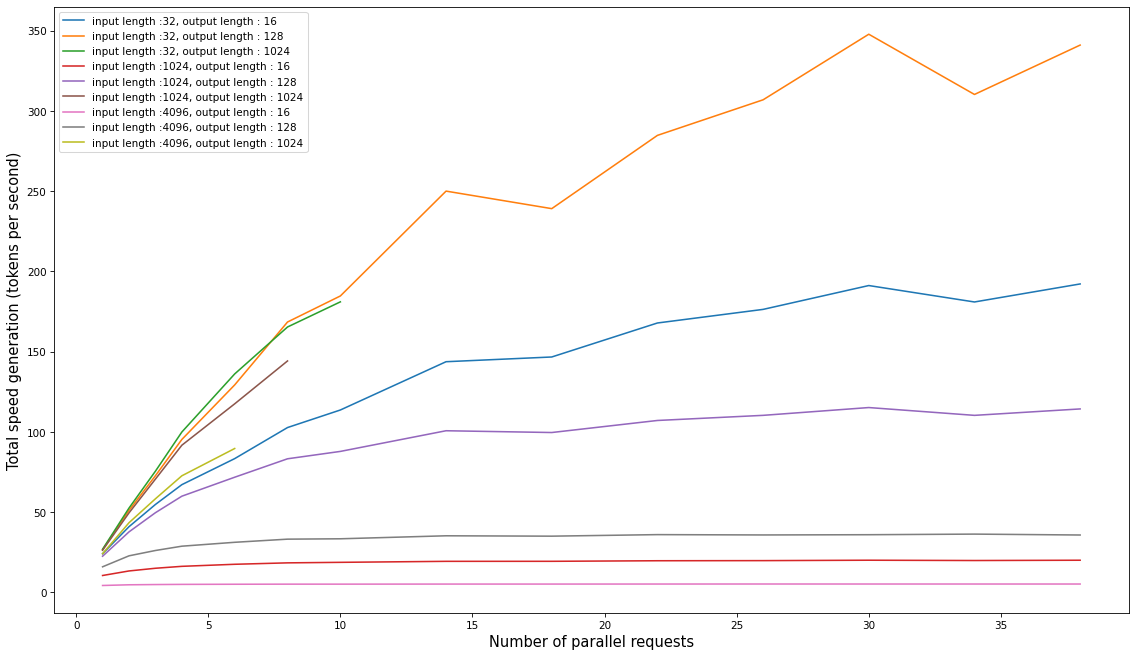 input length :32, output length : 16
input length :32, output length : 128
input length :32, output length : 1024
input length :1024, output length : 16
input length :1024, output length : 128
input length :1024, output length : 1024
input length :4096, output length : 16
input length :4096, output length : 128
input length :4096, output length : 1024
Total speed generation (tokens per second)
350
300
250
200
150
100
50
0
0 5 10 15 20 25 30 35
Number of parallel requests